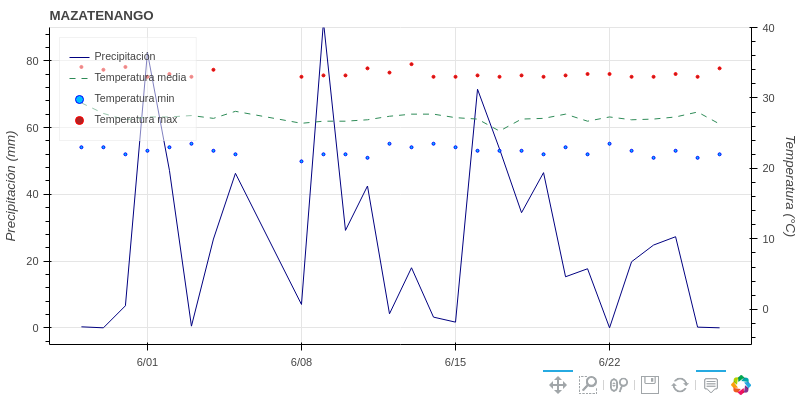 MAZATENANGO
Precipitación
Temperatura média
Temperatura min
Temperatura max
80
60
40
20
0
Precipitación (mm)
40
30
20
10
0
Temperatura (°C)
6/01
6/08
6/15
6/22